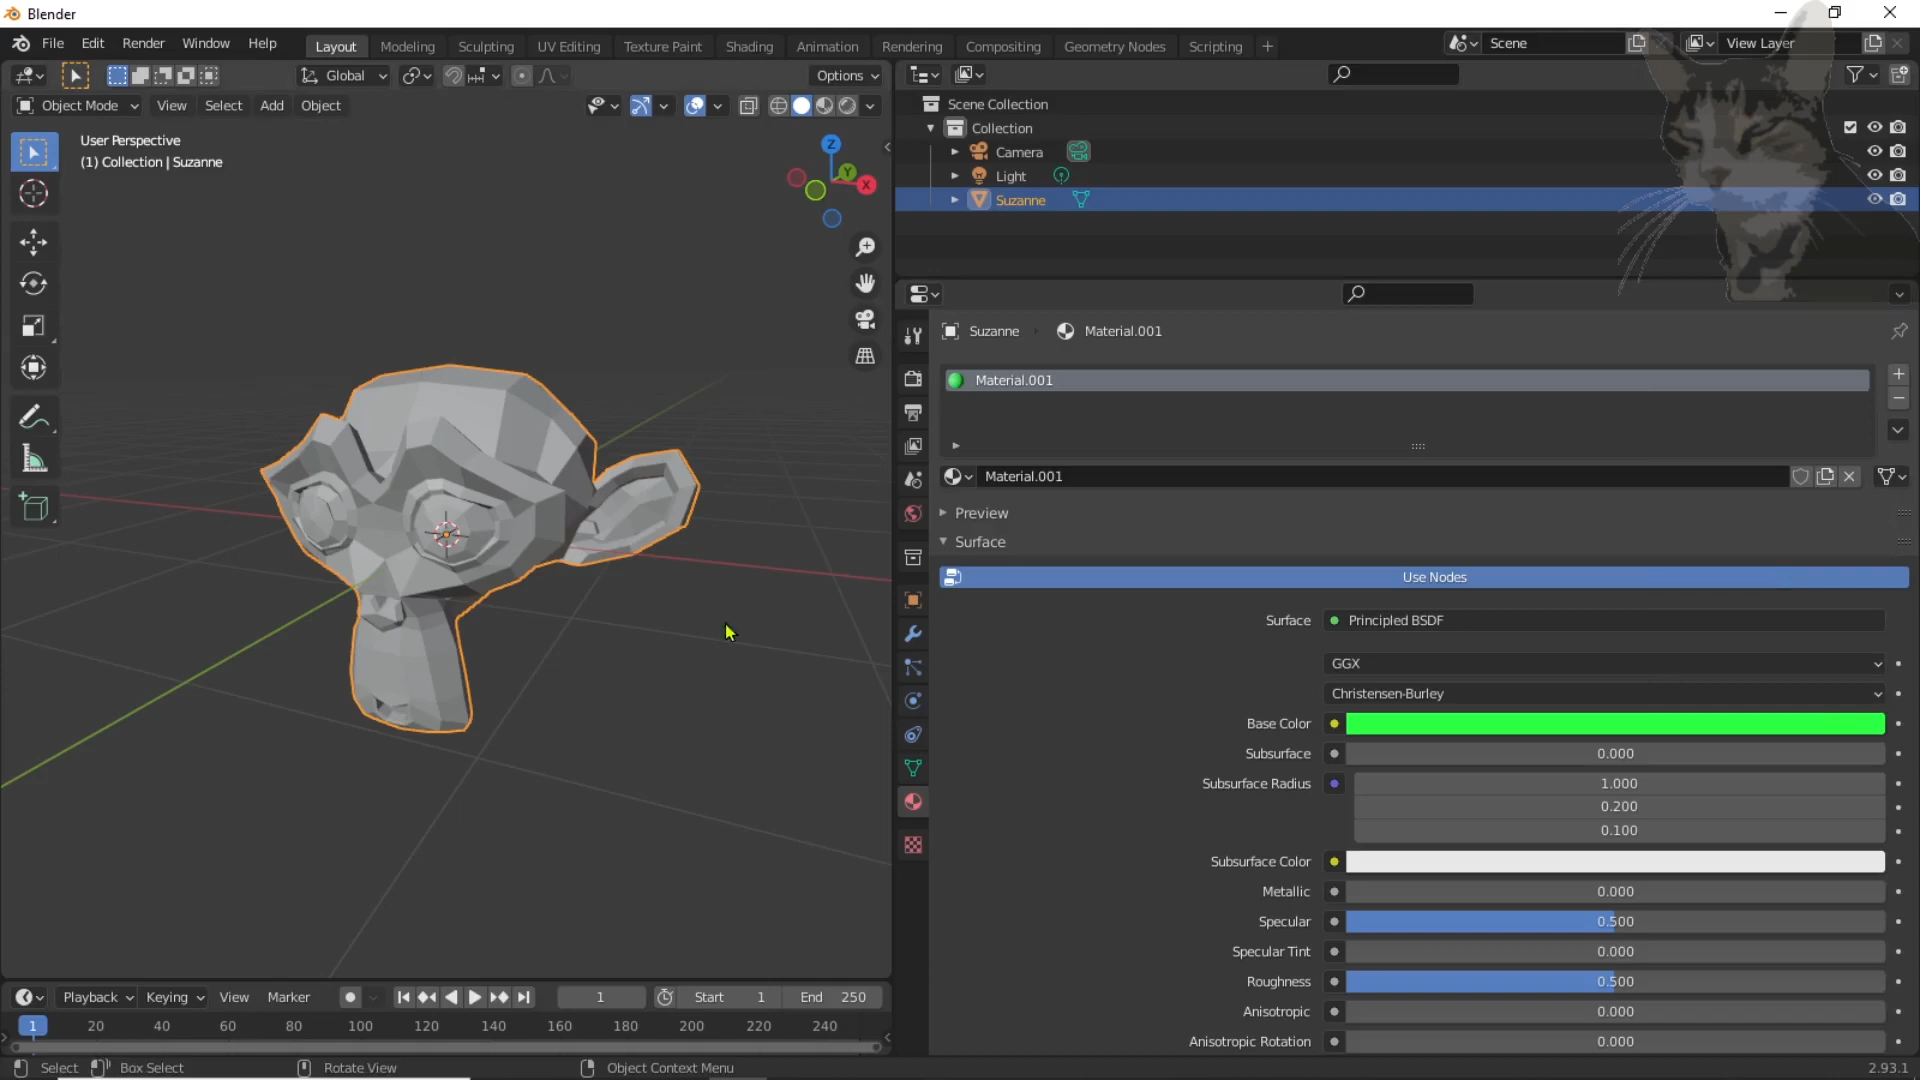 Blender
File Edit Render Window Help Layout Modeling Sculpting UV Editing Texture Paint Shading Animation Rendering Compositing Geometry Nodes Scripting + Scene View Layer
Global Options
Object Mode View Select Add Object
User Perspective
(1) Collection | Suzanne
Z
Y
X
Scene Collection
Collection
Camera
Light
Suzanne
Suzanne Material.001
Material.001
Material.001
Preview
Surface
Use Nodes
Surface Principled BSDF
GGX
Christensen-Burley
Base Color
Subsurface 0.000
Subsurface Radius 1.000
0.200
0.100
Subsurface Color
Metallic 0.000
Specular 0.500
Specular Tint 0.000
Roughness 0.500
Anisotropic 0.000
Anisotropic Rotation 0.000
Playback Keying View Marker 1 Start 1 End 250
1 20 40 60 80 100 120 140 160 180 200 220 240
Select Box Select Rotate View Object Context Menu 2.93.1